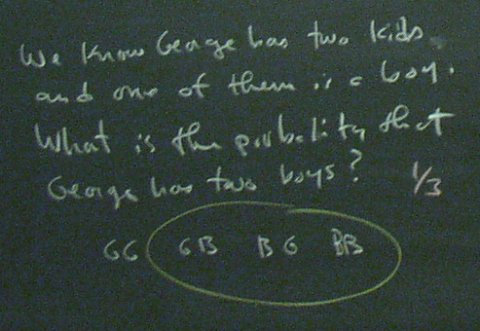 We know George has two kids
and one of them is a boy.
What is the probability that
George has two boys? 1/3
GG GB BG BB